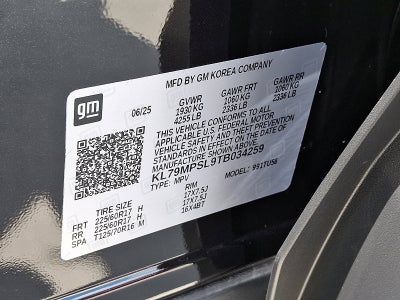 gm
MFD BY GM KOREA COMPANY
06/25
GVWR GAWR FRT GAWR RR
1930 KG 1060 KG 1060 KG
4255 LB 2336 LB 2336 LB
THIS VEHICLE CONFORMS TO ALL
APPLICABLE U.S. FEDERAL MOTOR
VEHICLE SAFETY AND THEFT PREVENTION
STANDARDS IN EFFECT ON THE DATE OF
MANUFACTURE SHOWN ABOVE.
KL79MPSL9TB034259
TYPE: MPV MODEL: 9917U56
TIRE SIZE RIM
FRT 225/60R17 H 17X7.5J
RR 225/60R17 H 17X7.5J
SPA T125/70R16 M 16X4BT